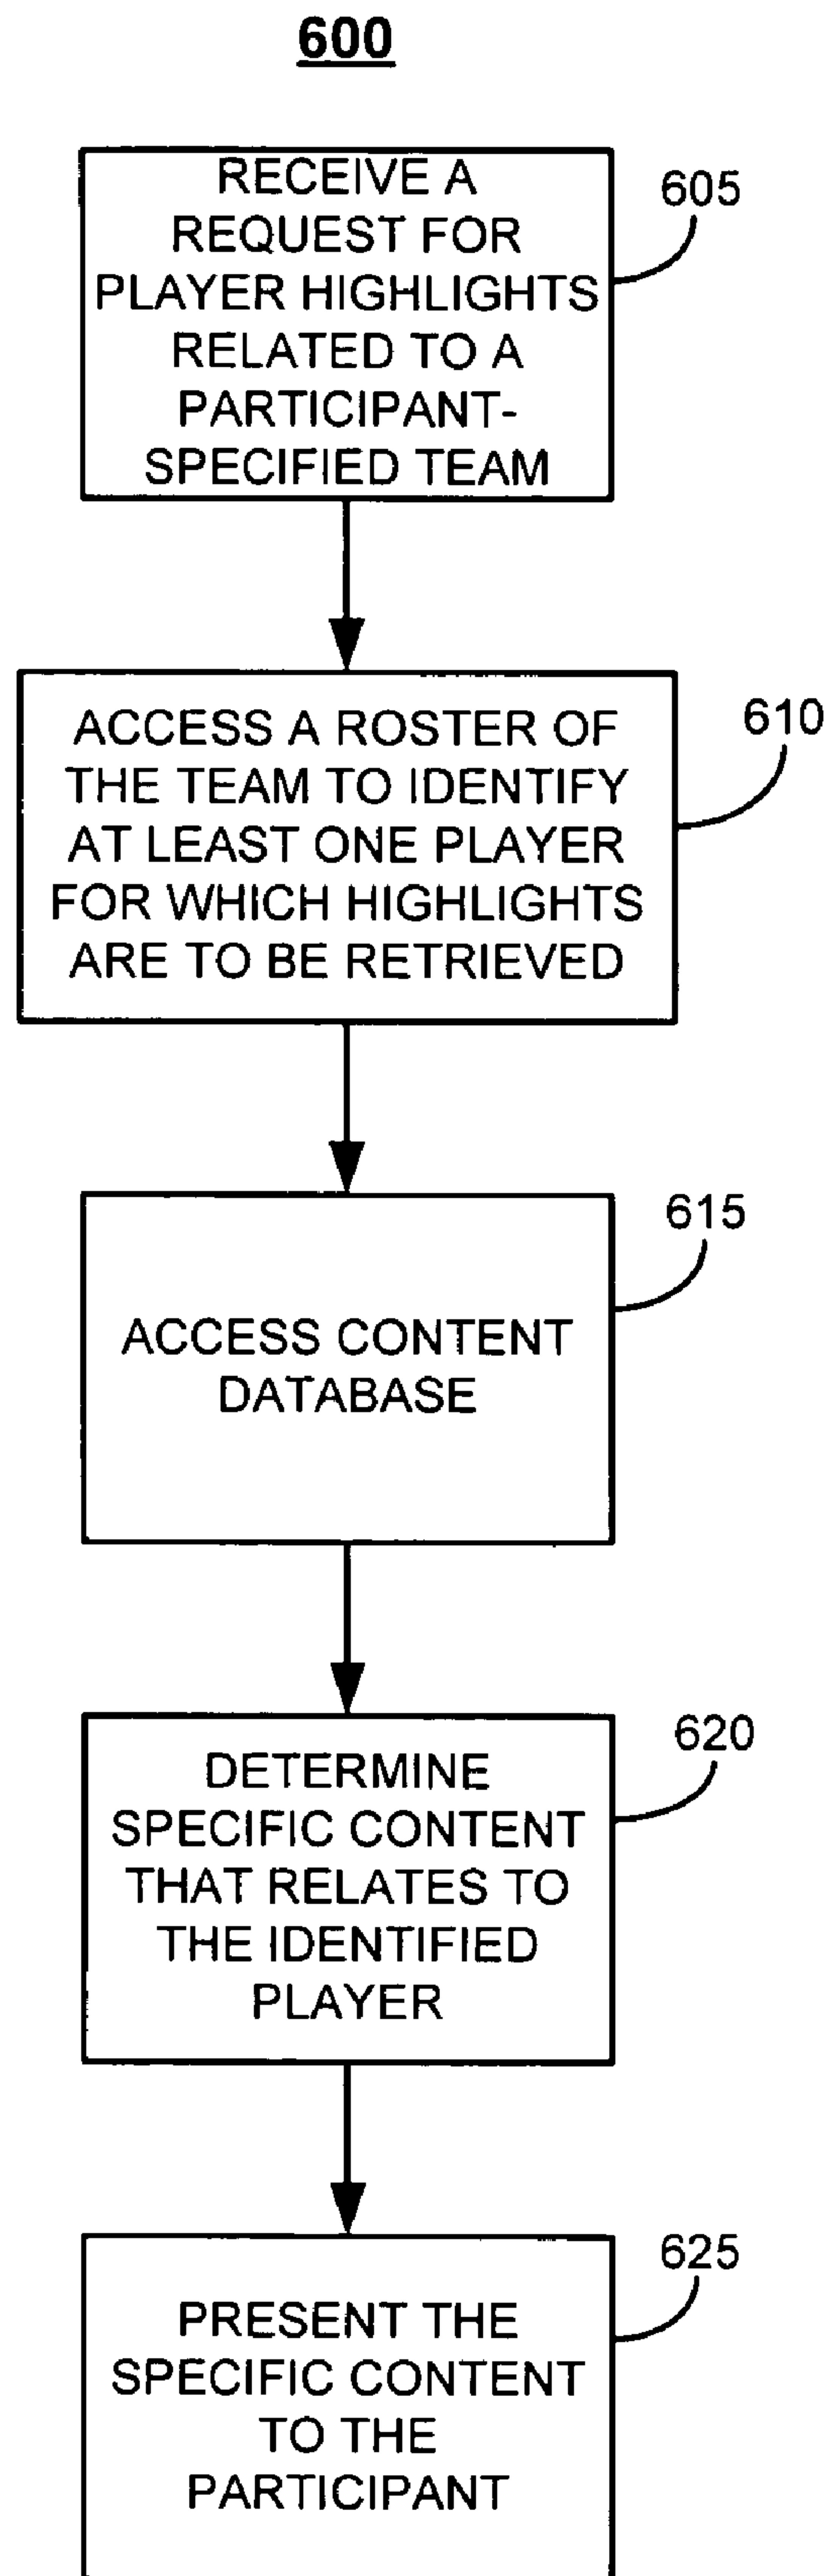 600
RECEIVE A
REQUEST FOR
PLAYER HIGHLIGHTS
RELATED TO A
PARTICIPANT-
SPECIFIED TEAM
605
ACCESS A ROSTER OF
THE TEAM TO IDENTIFY
AT LEAST ONE PLAYER
FOR WHICH HIGHLIGHTS
ARE TO BE RETRIEVED
610
ACCESS CONTENT
DATABASE
615
DETERMINE
SPECIFIC CONTENT
THAT RELATES TO
THE IDENTIFIED
PLAYER
620
PRESENT THE
SPECIFIC CONTENT
TO THE
PARTICIPANT
625